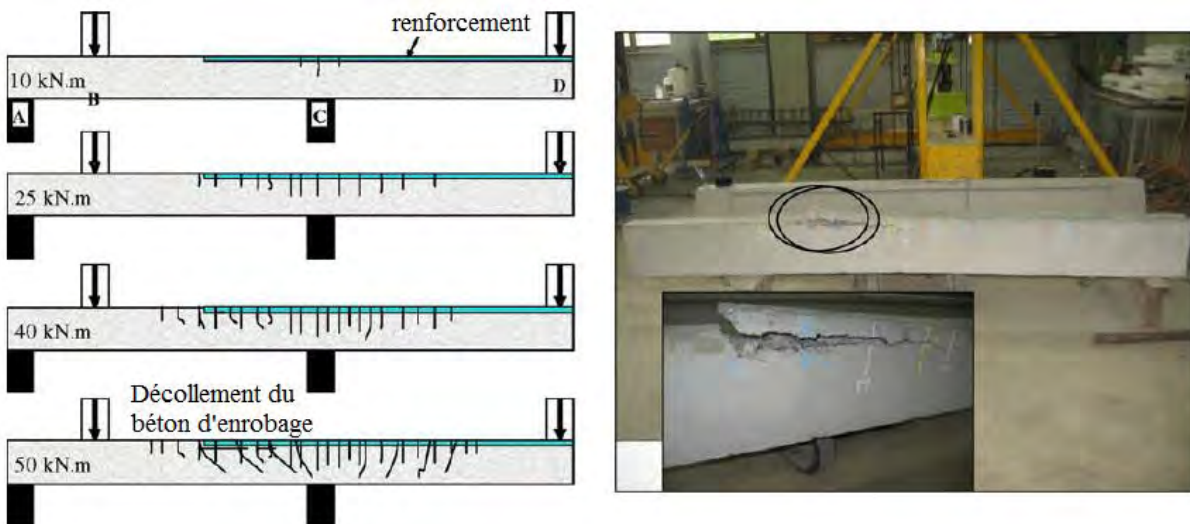 renforcement
10 kN.m
B
D
A
C
25 kN.m
40 kN.m
Décollement du
béton d'enrobage
50 kN.m